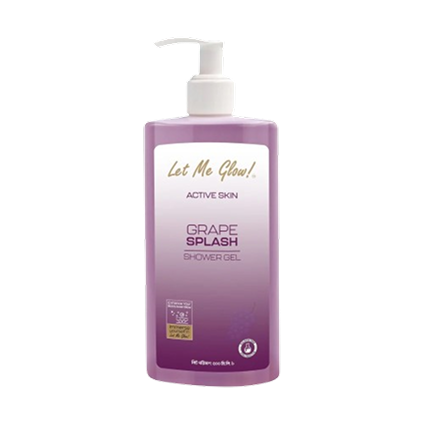 Let Me Glow!
ACTIVE SKIN
GRAPE
SPLASH
SHOWER GEL